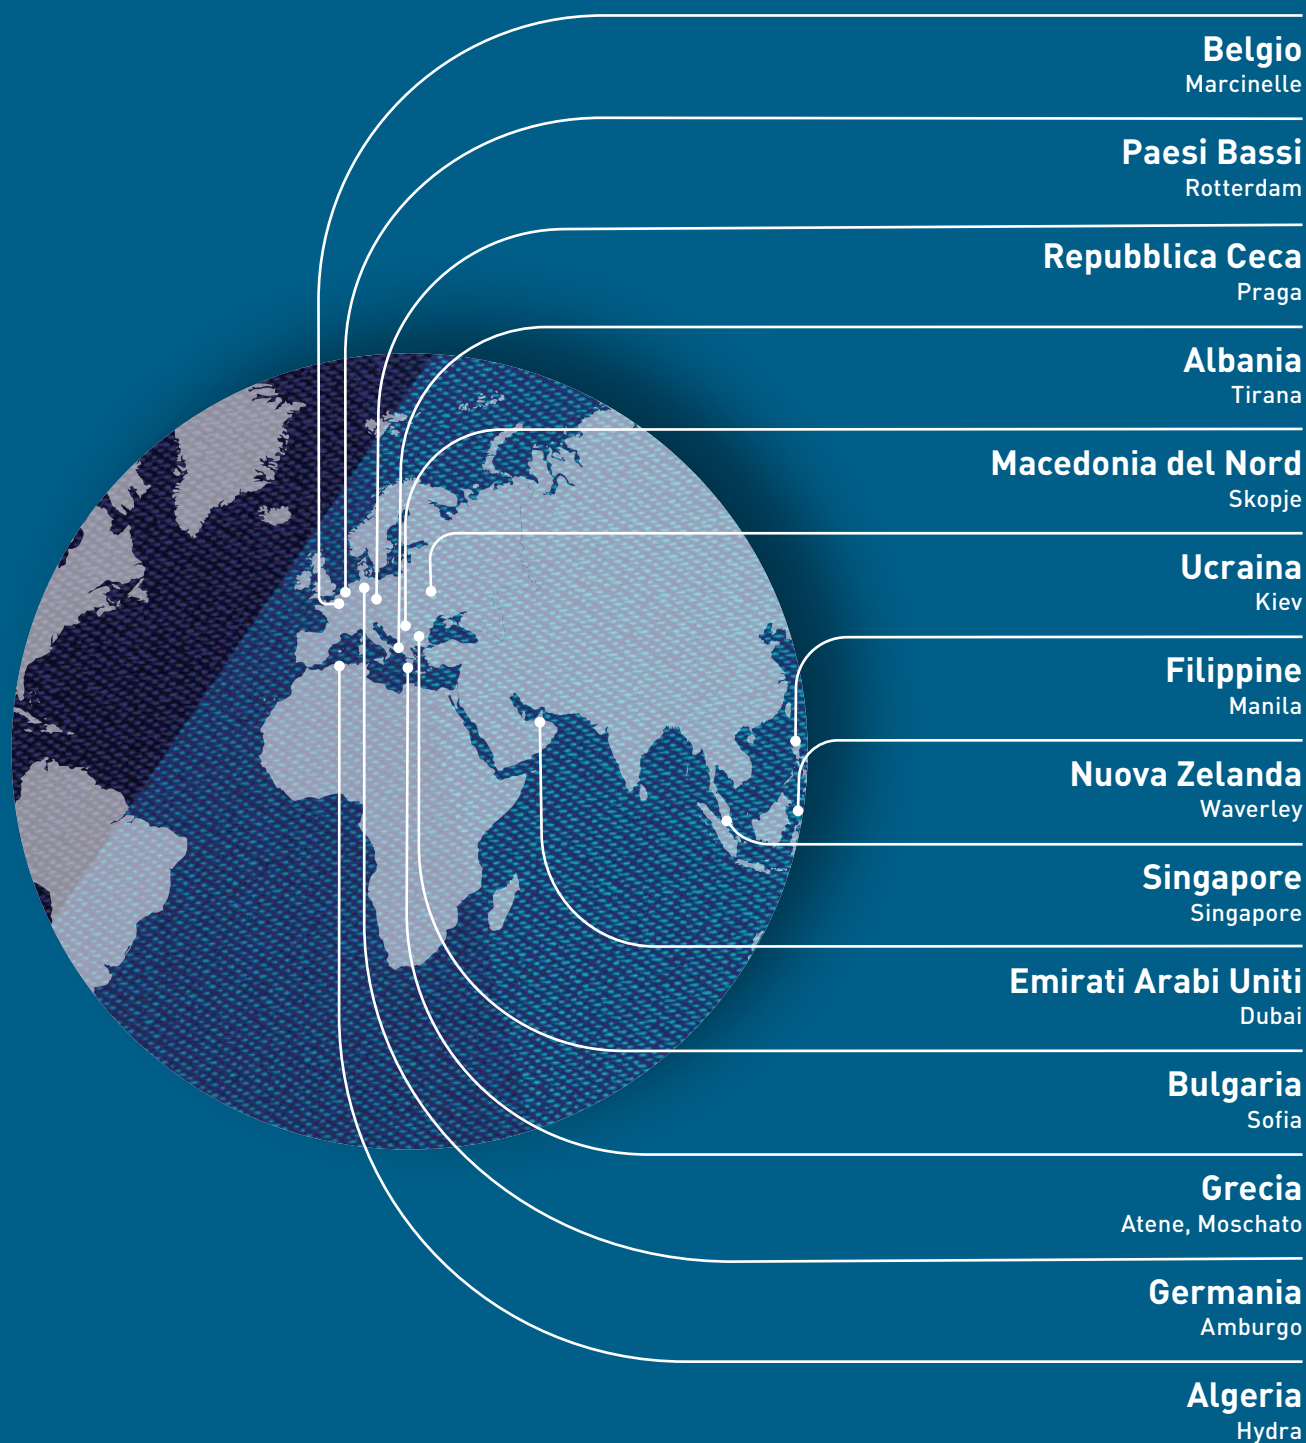 Belgio
Marcinelle
Paesi Bassi
Rotterdam
Repubblica Ceca
Praga
Albania
Tirana
Macedonia del Nord
Skopje
Ucraina
Kiev
Filippine
Manila
Nuova Zelanda
Waverley
Singapore
Singapore
Emirati Arabi Uniti
Dubai
Bulgaria
Sofia
Grecia
Atene, Moschato
Germania
Amburgo
Algeria
Hydra